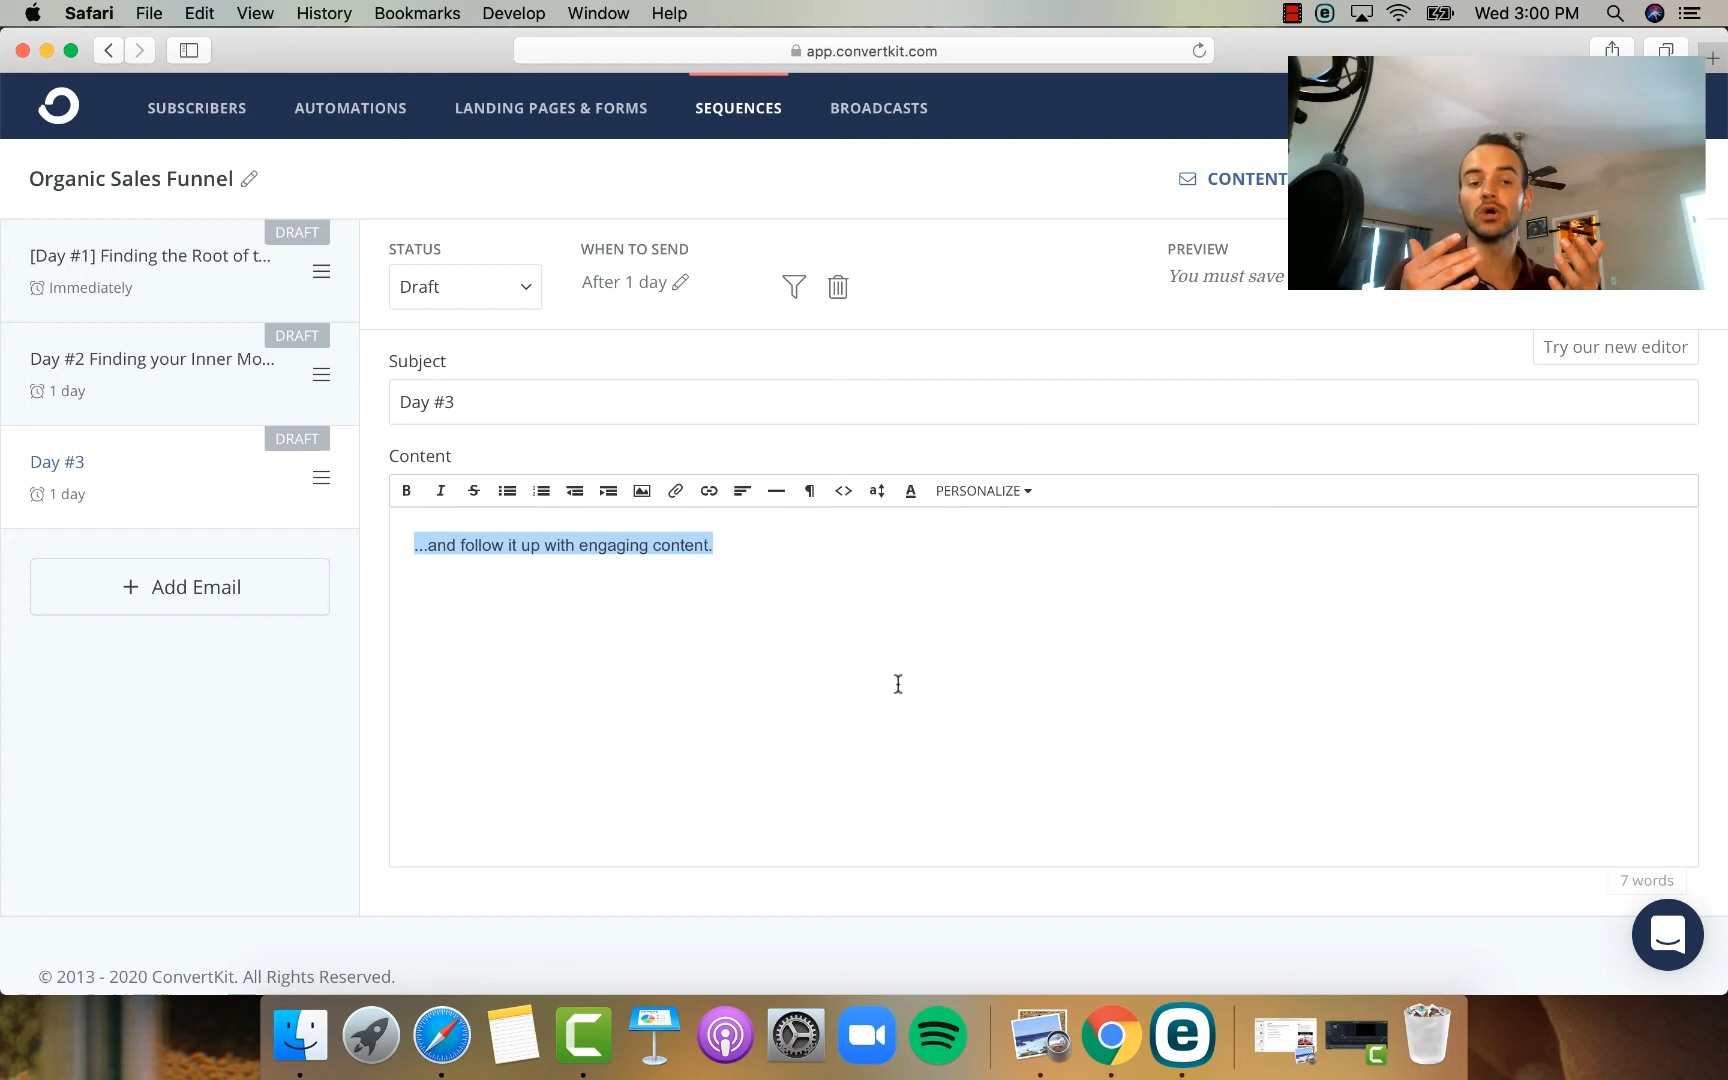 Safari File Edit View History Bookmarks Develop Window Help
Wed 3:00 PM
app.convertkit.com
SUBSCRIBERS AUTOMATIONS LANDING PAGES & FORMS SEQUENCES BROADCASTS
Organic Sales Funnel
CONTENT
DRAFT
[Day #1] Finding the Root of t...
Immediately
DRAFT
Day #2 Finding your Inner Mo...
1 day
DRAFT
Day #3
1 day
+ Add Email
STATUS
Draft
WHEN TO SEND
After 1 day
PREVIEW
You must save
Try our new editor
Subject
Day #3
Content
PERSONALIZE
...and follow it up with engaging content.
7 words
© 2013 - 2020 ConvertKit. All Rights Reserved.